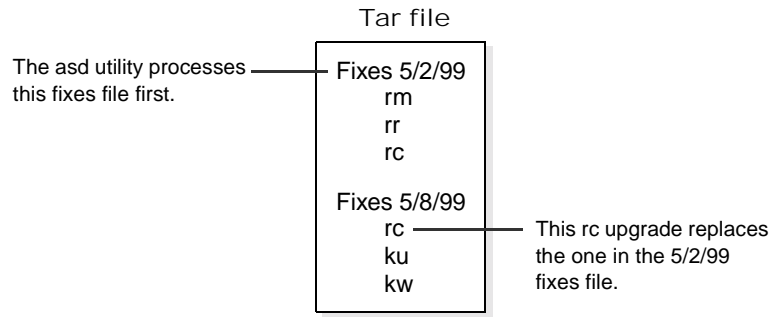 Tar file
The asd utility processes
this fixes file first.
Fixes 5/2/99
rm
rr
rc
Fixes 5/8/99
rc
ku
kw
This rc upgrade replaces
the one in the 5/2/99
fixes file.